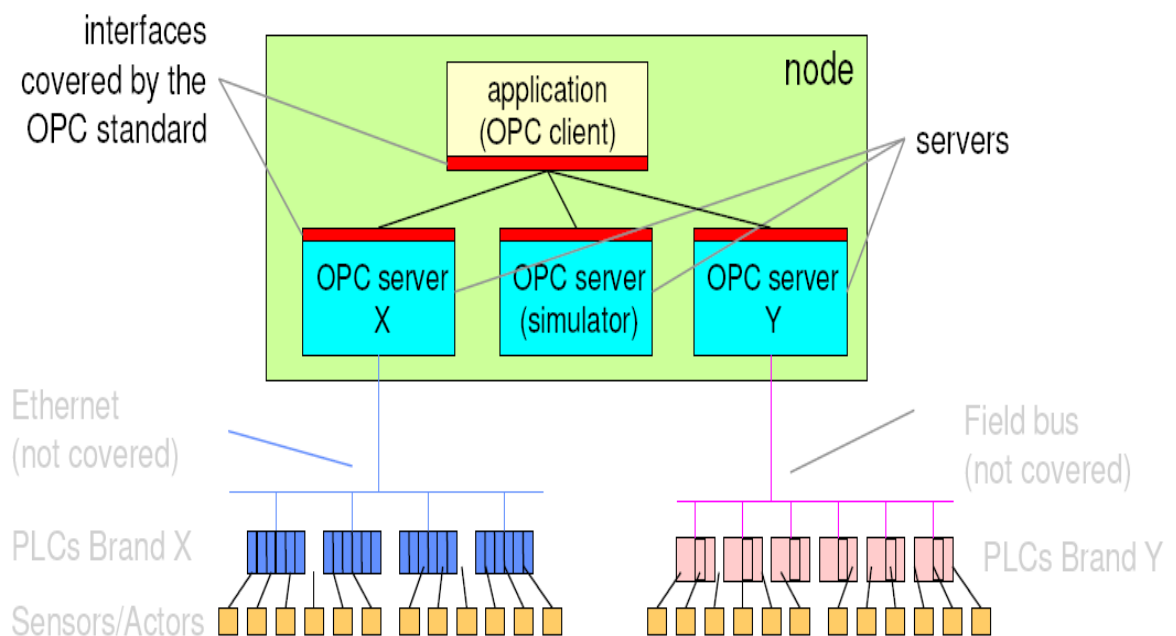 interfaces
covered by the
OPC standard
node
application
(OPC client)
servers
OPC server
X
OPC server
(simulator)
OPC server
Y
Ethernet
(not covered)
Field bus
(not covered)
PLCs Brand X
PLCs Brand Y
Sensors/Actors